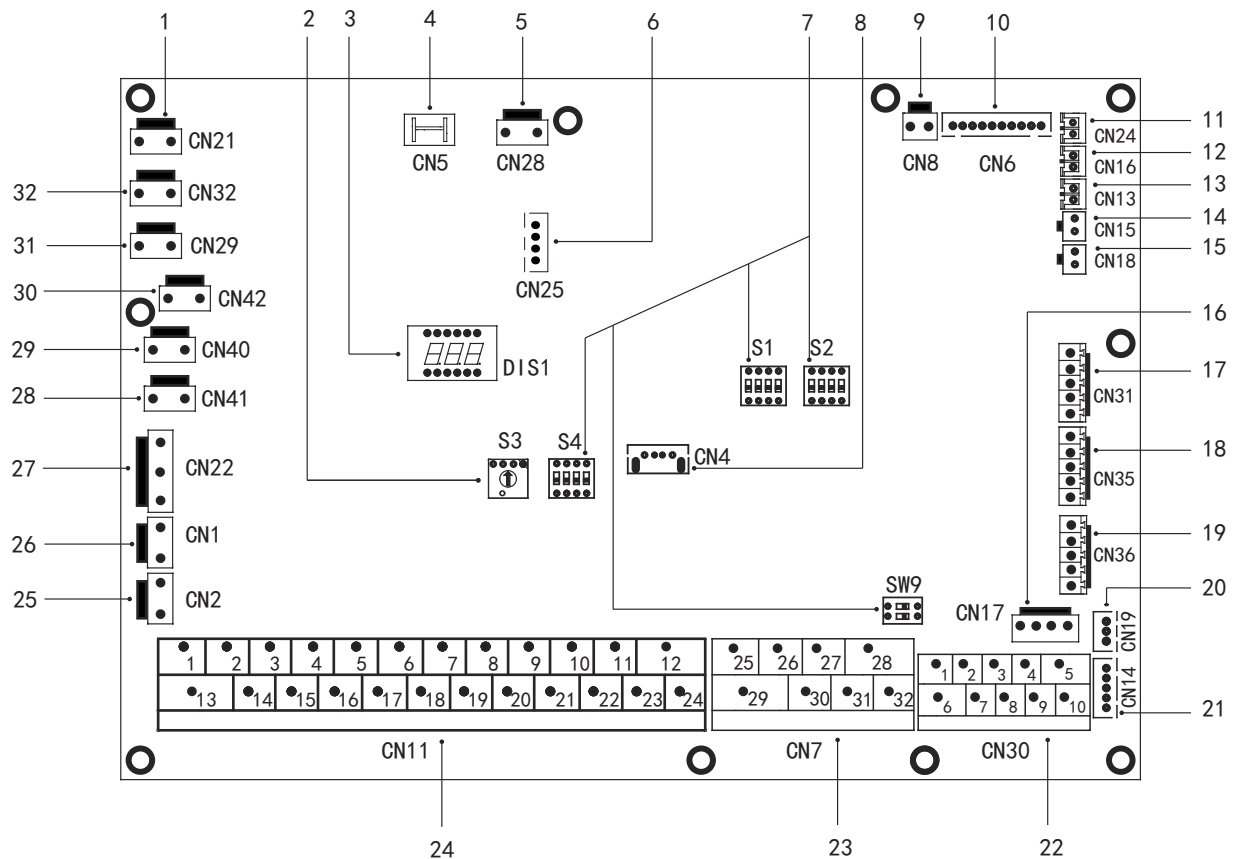 1 2 3 4 5 6 7 8 9 10
CN21
CN5
CN28
CN8
CN6
CN24
11
CN16
12
CN13
13
CN15
14
CN18
15
32
CN32
31
CN29
30
CN42
CN25
29
CN40
28
CN41
3
DIS1
S1
S2
16
CN31
17
27
CN22
S3
S4
CN4
CN35
18
26
CN1
25
CN2
SW9
CN17
CN36
19
20
CN19
CN14
21
1 2 3 4 5 6 7 8 9 10 11 12
13 14 15 16 17 18 19 20 21 22 23 24
25 26 27 28
29 30 31 32
1 2 3 4 5
6 7 8 9 10
CN11
CN7
CN30
24
23
22